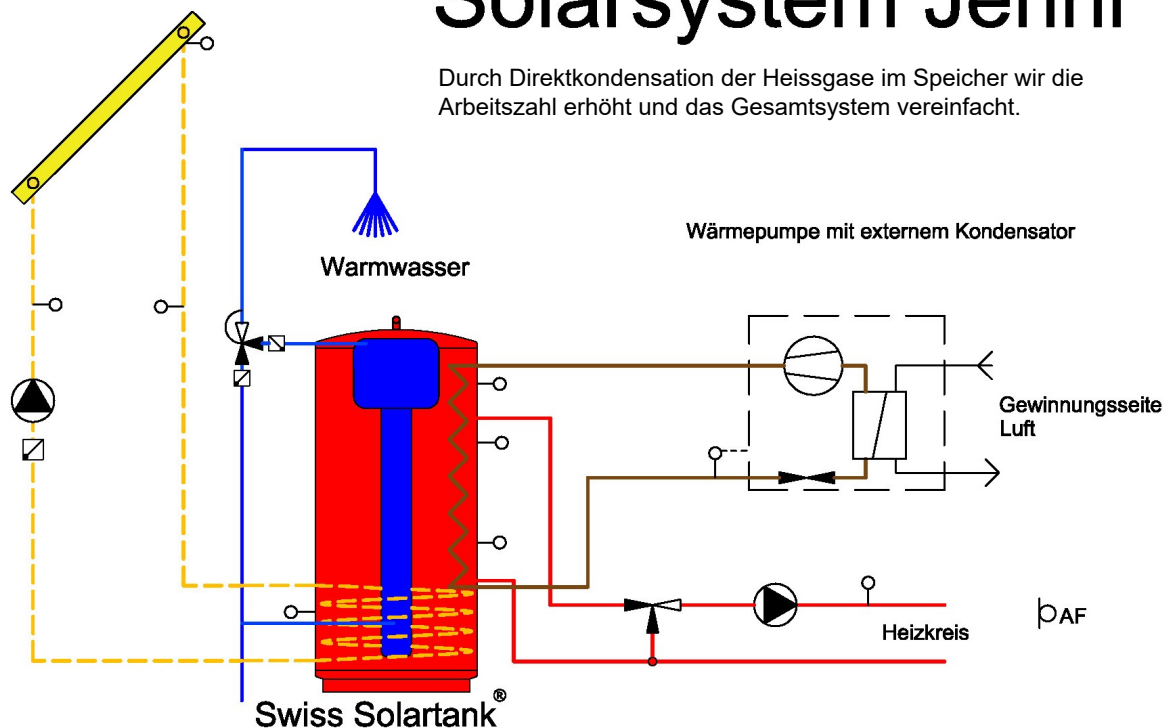 Solarsystem Jenni
Durch Direktkondensation der Heissgase im Speicher wir die
Arbeitszahl erhöht und das Gesamtsystem vereinfacht.
Wärmepumpe mit externem Kondensator
Warmwasser
Gewinnungsseite
Luft
AF
Heizkreis
Swiss Solartank®